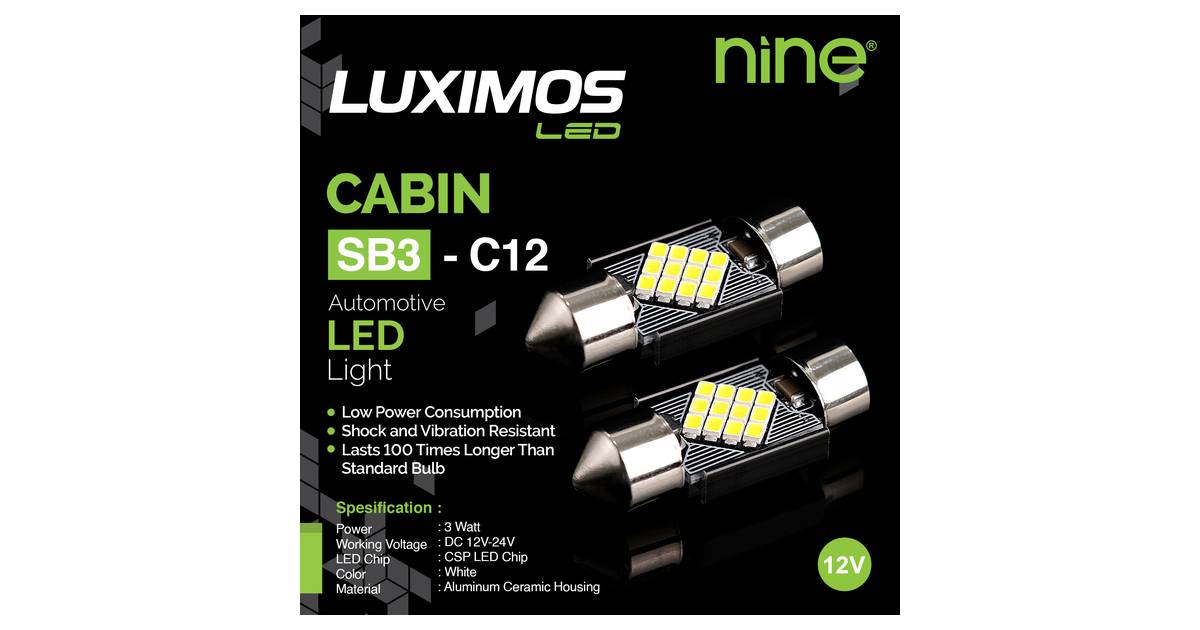 nine®
LUXIMOS
LED
CABIN
SB3 - C12
Automotive
LED
Light
• Low Power Consumption
• Shock and Vibration Resistant
• Lasts 100 Times Longer Than
Standard Bulb
Spesification :
Power : 3 Watt
Working Voltage : DC 12V-24V
LED Chip : CSP LED Chip
Color : White
Material : Aluminum Ceramic Housing
12V